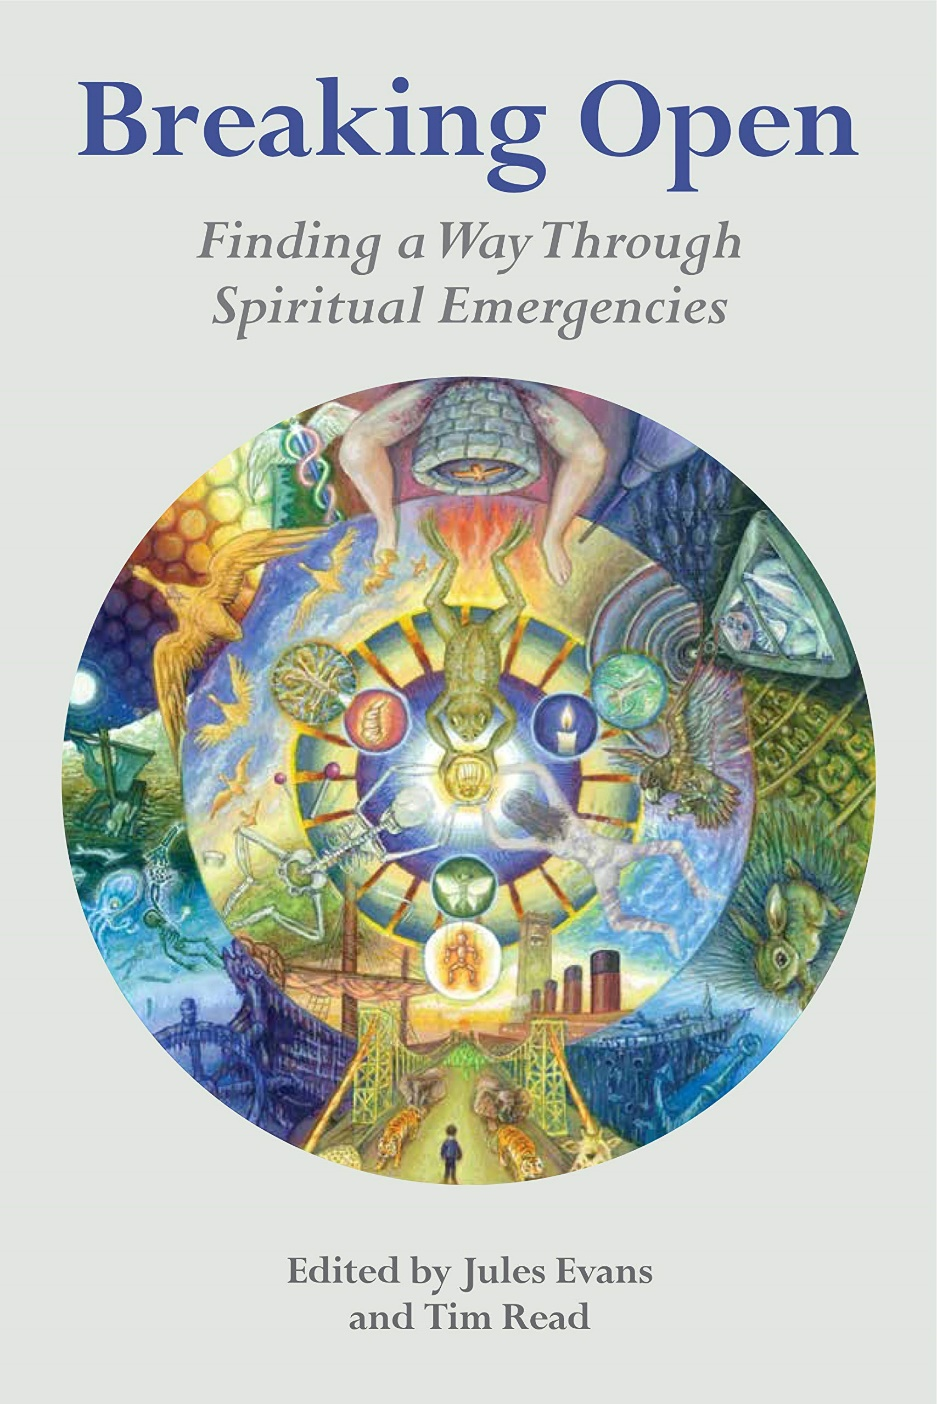 Breaking Open
Finding a Way Through
Spiritual Emergencies
Edited by Jules Evans
and Tim Read